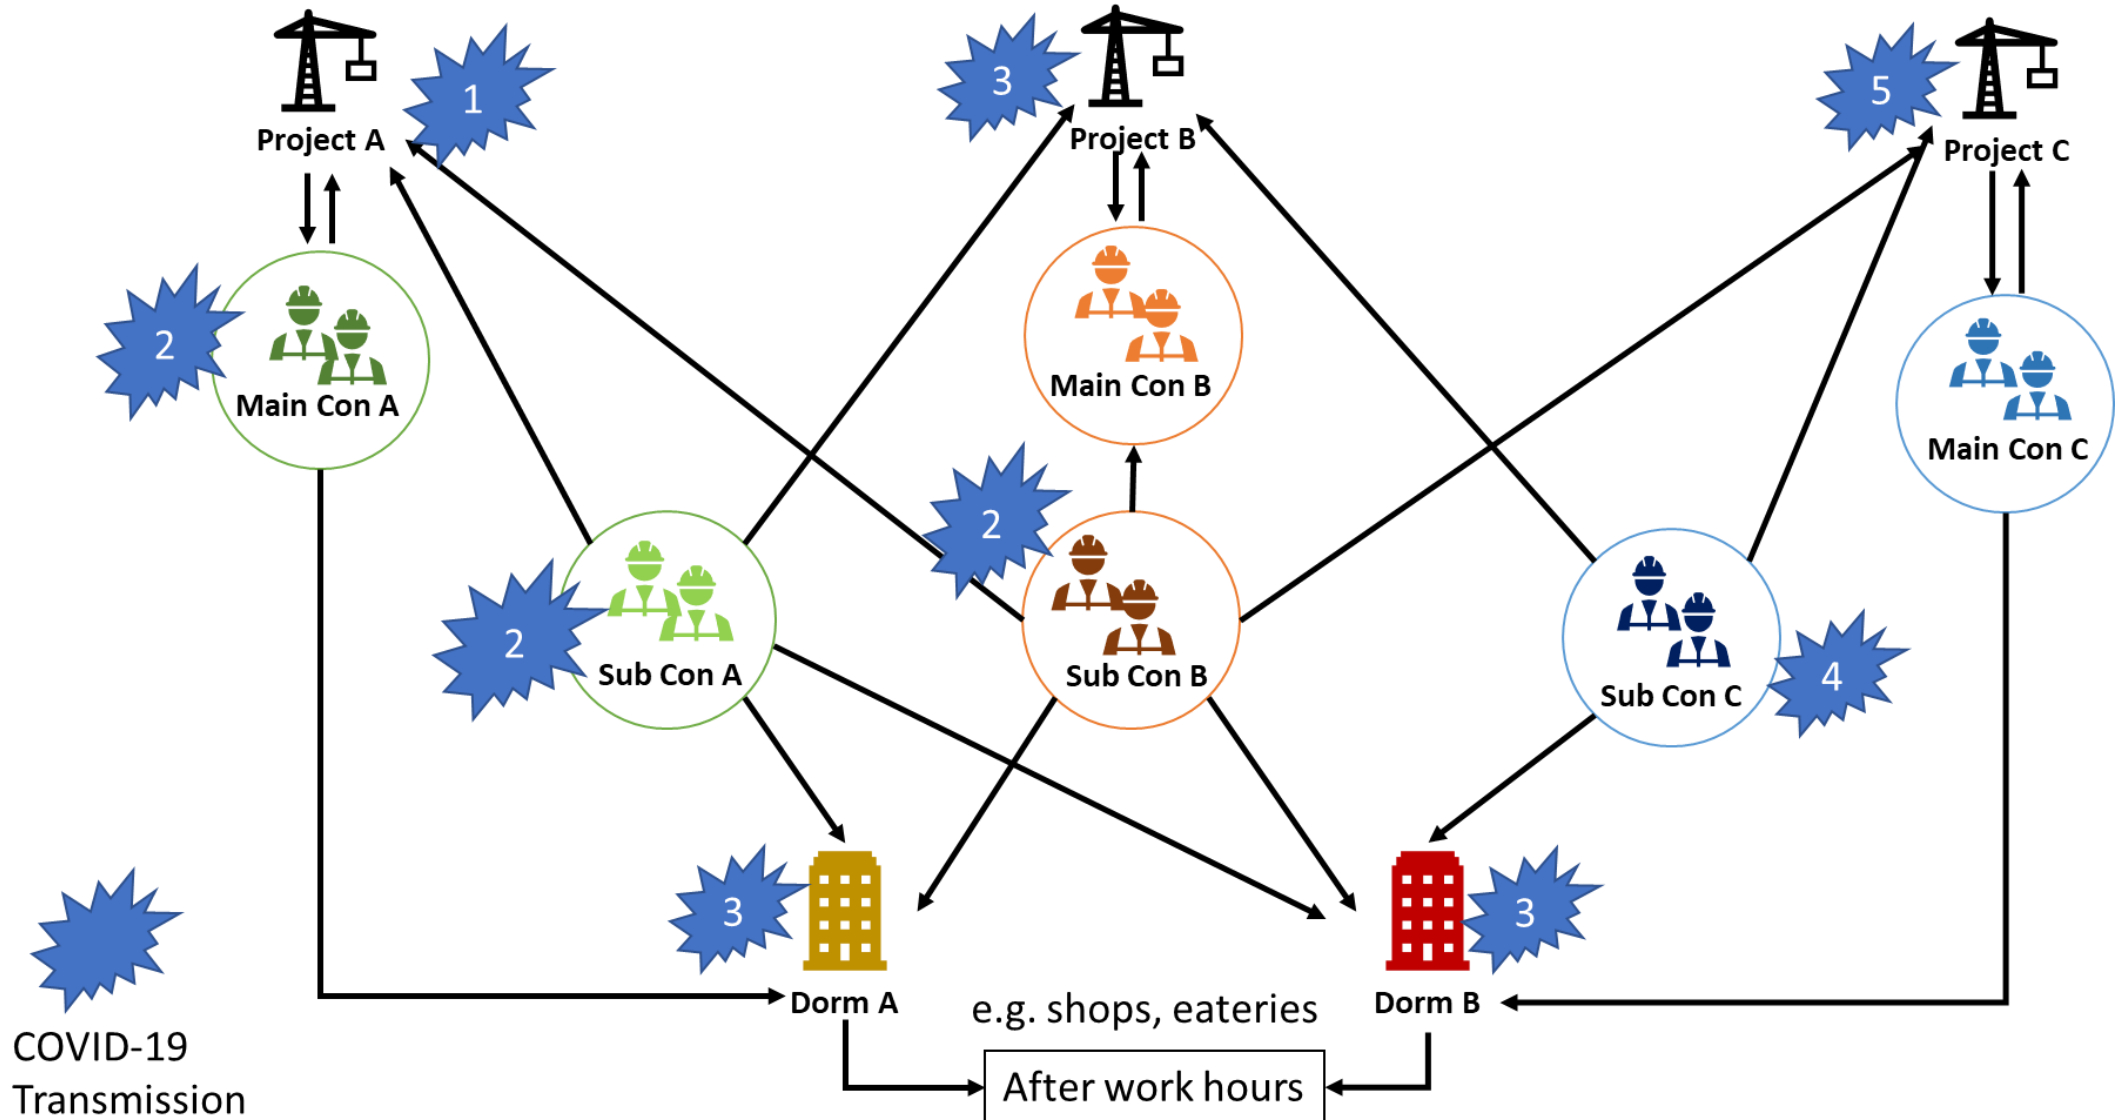 1
3
5
Project A
Project B
Project C
2
Main Con A
Main Con B
Main Con C
2
2
Sub Con A
Sub Con B
Sub Con C
4
3
3
Dorm A
e.g. shops, eateries
Dorm B
COVID-19
Transmission
After work hours